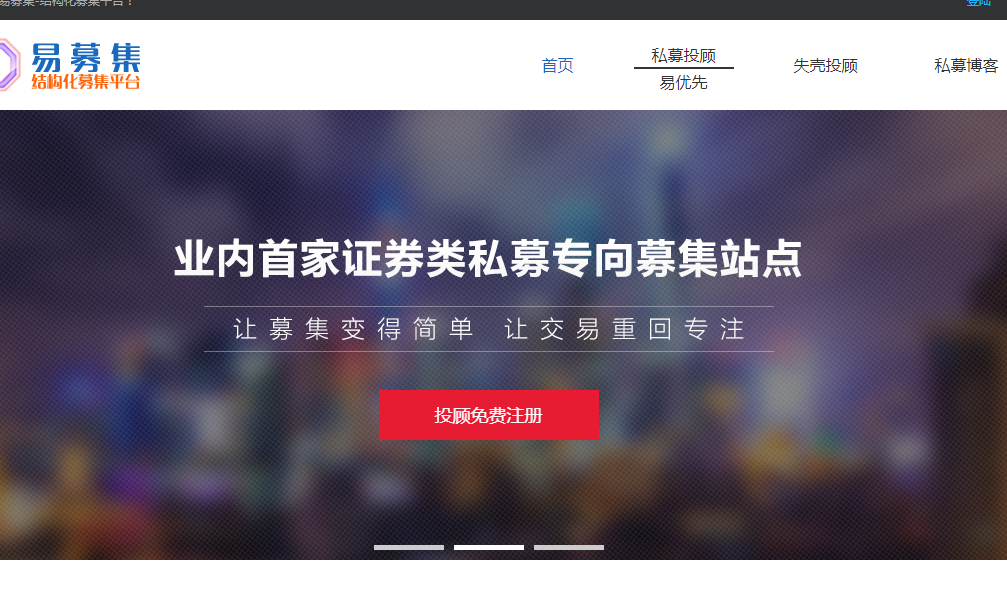 易募集-结构化募集平台！
登陆
易募集
结构化募集平台
首页
私募投顾
易优先
失壳投顾
私募博客
业内首家证券类私募专向募集站点
让募集变得简单 让交易重回专注
投顾免费注册